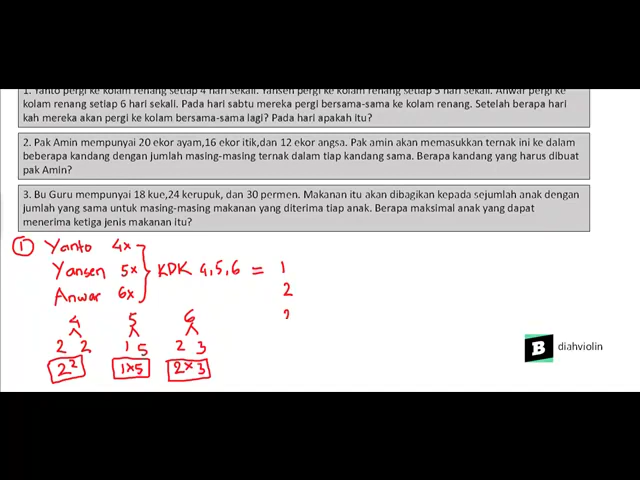 1. Yanto pergi ke kolam renang setiap 4 hari sekali. Yansen pergi ke kolam renang setiap 5 hari sekali. Anwar pergi ke
kolam renang setiap 6 hari sekali. Pada hari sabtu mereka pergi bersama-sama ke kolam renang. Setelah berapa hari
kah mereka akan pergi ke kolam bersama-sama lagi? Pada hari apakah itu?
2. Pak Amin mempunyai 20 ekor ayam,16 ekor itik,dan 12 ekor angsa. Pak amin akan memasukkan ternak ini ke dalam
beberapa kandang dengan jumlah masing-masing ternak dalam tiap kandang sama. Berapa kandang yang harus dibuat
pak Amin?
3. Bu Guru mempunyai 18 kue,24 kerupuk, dan 30 permen. Makanan itu akan dibagikan kepada sejumlah anak dengan
jumlah yang sama untuk masing-masing makanan yang diterima tiap anak. Berapa maksimal anak yang dapat
menerima ketiga jenis makanan itu?
1 Yanto 4x
Yansen 5x KDK 4,5,6 = 1
Anwar 6x 2
4 5 6
2 2 1 5 2 3
2² 1x5 2x3
B diahviolin